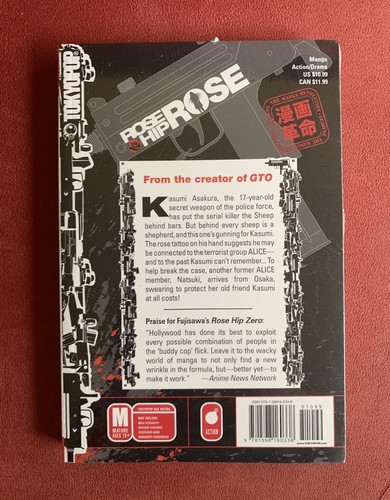 TOKYOPOP
Manga
Action/Drama
US $10.99
CAN $11.99
ROSE
HIP
ROSE
漫画
革命
THE MANGA REVOLUTION
From the creator of GTO
Kasumi Asakura, the 17-year-old
secret weapon of the police force,
has put the serial killer the Sheep
behind bars. But behind every sheep is a
shepherd, and this one's gunning for Kasumi.
The rose tattoo on his hand suggests he may
be connected to the terrorist group ALICE—
and to the past Kasumi can't remember... To
help break the case, another former ALICE
member, Natsuki, arrives from Osaka,
swearing to protect her old friend Kasumi
at all costs!
Praise for Fujisawa's Rose Hip Zero:
"Hollywood has done its best to exploit
every possible combination of people in
the 'buddy cop' flick. Leave it to the wacky
world of manga to not only find a new
wrinkle in the formula, but—better yet—to
make it work." —Anime News Network
M
MATURE
AGES 18+
ACTION
01099